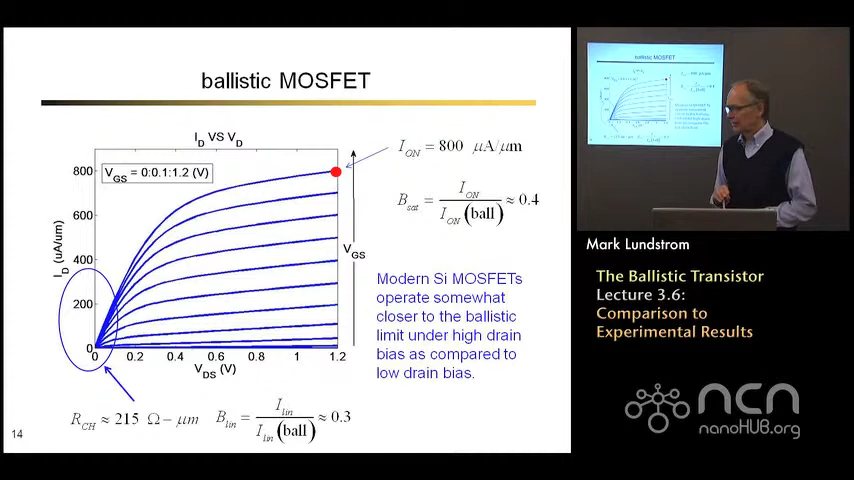 ballistic MOSFET
I_D VS V_D
V_GS = 0:0.1:1.2 (V)
800
600
400
200
0
I_D (uA/um)
0 0.2 0.4 0.6 0.8 1 1.2
V_DS (V)
V_GS
I_ON = 800 μA/μm
B_sat = I_ON / I_ON (ball) ≈ 0.4
Modern Si MOSFETs
operate somewhat
closer to the ballistic
limit under high drain
bias as compared to
low drain bias.
R_CH ≈ 215 Ω−μm
B_lin = I_lin / I_lin (ball) ≈ 0.3
14
ballistic MOSFET
Mark Lundstrom
The Ballistic Transistor
Lecture 3.6:
Comparison to
Experimental Results
ncn
nanoHUB.org